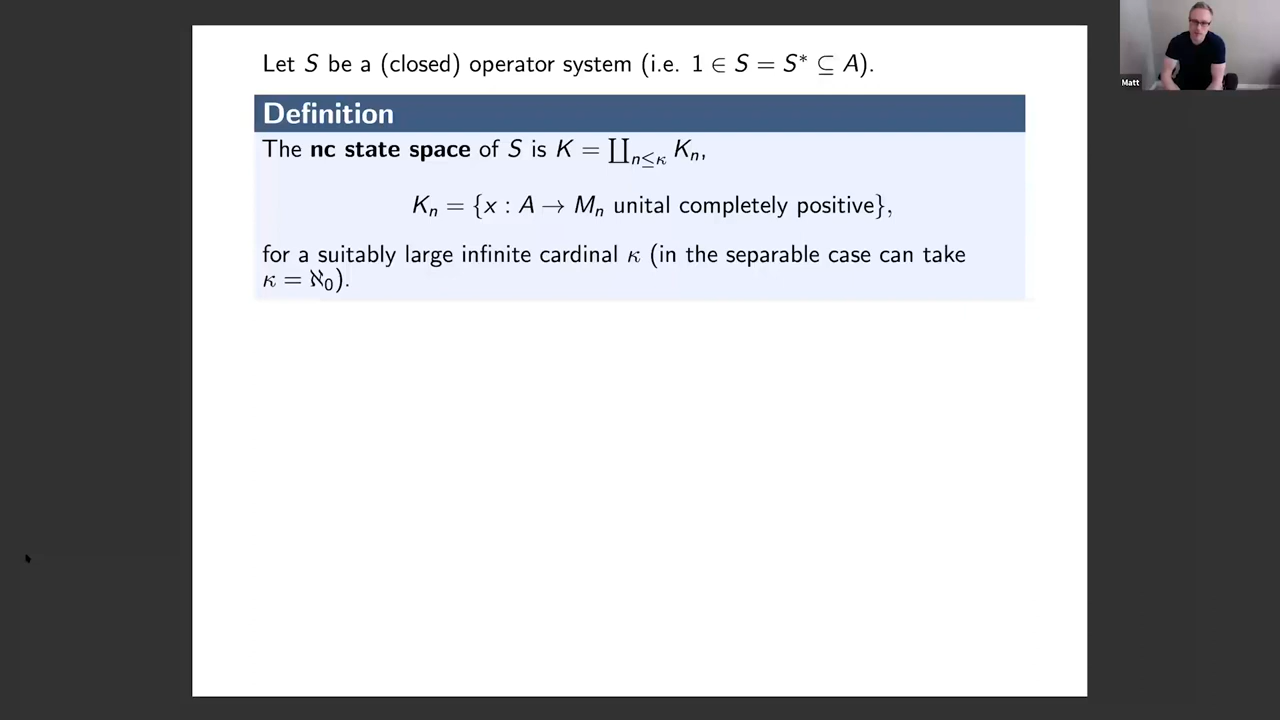 Let S be a (closed) operator system (i.e. 1 ∈ S = S* ⊆ A).
Definition
The nc state space of S is K = ∐_{n≤κ} K_n,
K_n = {x : A → M_n unital completely positive},
for a suitably large infinite cardinal κ (in the separable case can take
κ = ℵ_0).
Matt